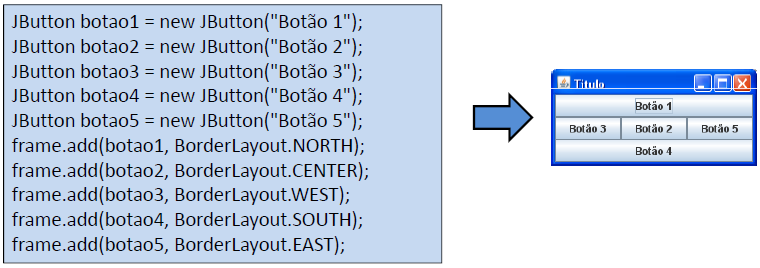 JButton botao1 = new JButton("Botão 1");
JButton botao2 = new JButton("Botão 2");
JButton botao3 = new JButton("Botão 3");
JButton botao4 = new JButton("Botão 4");
JButton botao5 = new JButton("Botão 5");
frame.add(botao1, BorderLayout.NORTH);
frame.add(botao2, BorderLayout.CENTER);
frame.add(botao3, BorderLayout.WEST);
frame.add(botao4, BorderLayout.SOUTH);
frame.add(botao5, BorderLayout.EAST);
Titulo
Botão 1
Botão 3 Botão 2 Botão 5
Botão 4